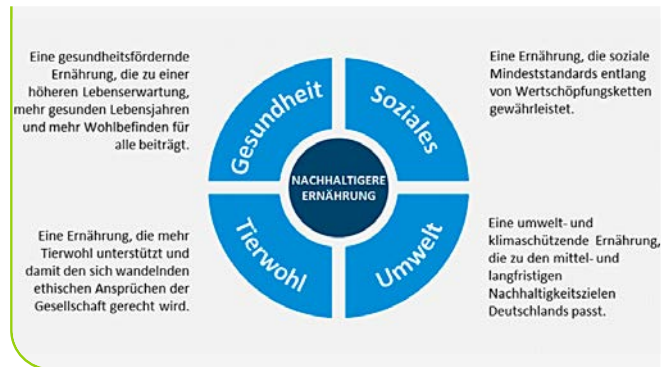 Eine gesundheitsfördernde
Ernährung, die zu einer
höheren Lebenserwartung,
mehr gesunden Lebensjahren
und mehr Wohlbefinden für
alle beiträgt.
Gesundheit
Soziales
Eine Ernährung, die soziale
Mindeststandards entlang
von Wertschöpfungsketten
gewährleistet.
NACHHALTIGERE
ERNÄHRUNG
Eine Ernährung, die mehr
Tierwohl unterstützt und
damit den sich wandelnden
ethischen Ansprüchen der
Gesellschaft gerecht wird.
Tierwohl
Umwelt
Eine umwelt- und
klimaschützende Ernährung,
die zu den mittel- und
langfristigen
Nachhaltigkeitszielen
Deutschlands passt.